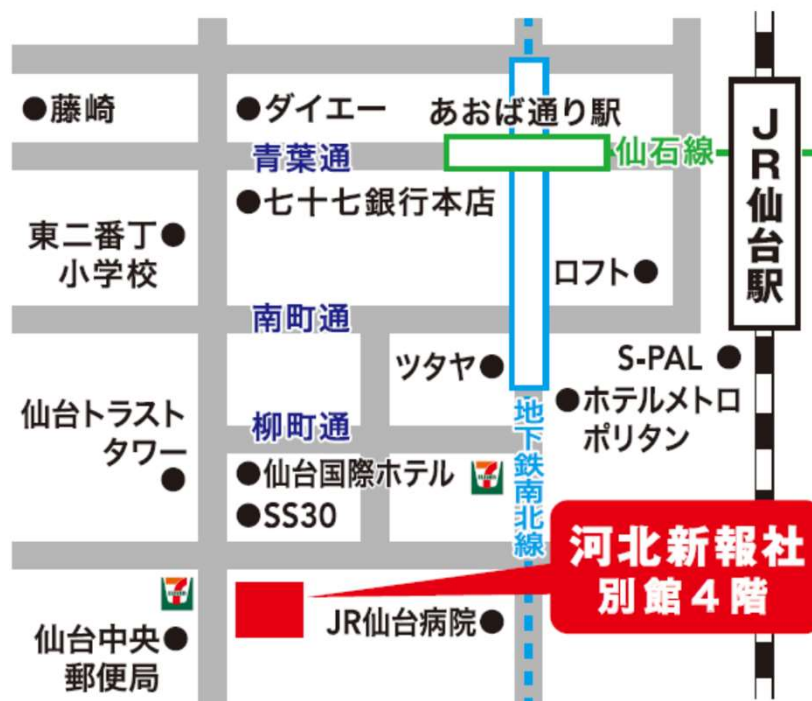 ●藤崎
●ダイエー
あおば通り駅
青葉通
仙石線
JR仙台駅
●七十七銀行本店
東二番丁●
小学校
ロフト●
南町通
ツタヤ●
S-PAL ●
●ホテルメトロ
ポリタン
仙台トラスト
タワー
●
柳町通
地下鉄南北線
●仙台国際ホテル
●SS30
河北新報社
別館4階
JR仙台病院●
仙台中央●
郵便局